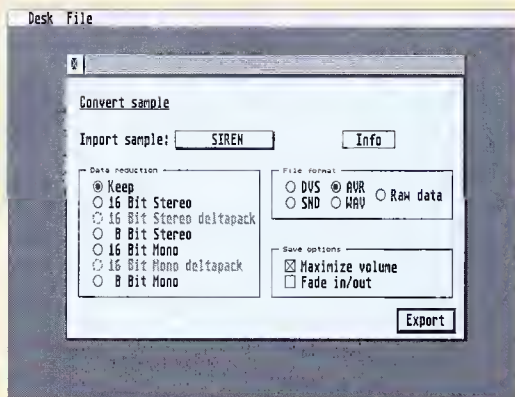 Desk File
Convert sample
Import sample: SIREN Info
Data reduction
Keep
16 Bit Stereo
16 Bit Stereo deltapack
8 Bit Stereo
16 Bit Mono
16 Bit Mono deltapack
8 Bit Mono
File format
DVS AVR
SND WAV Raw data
Save options
Maximize volume
Fade in/out
Export